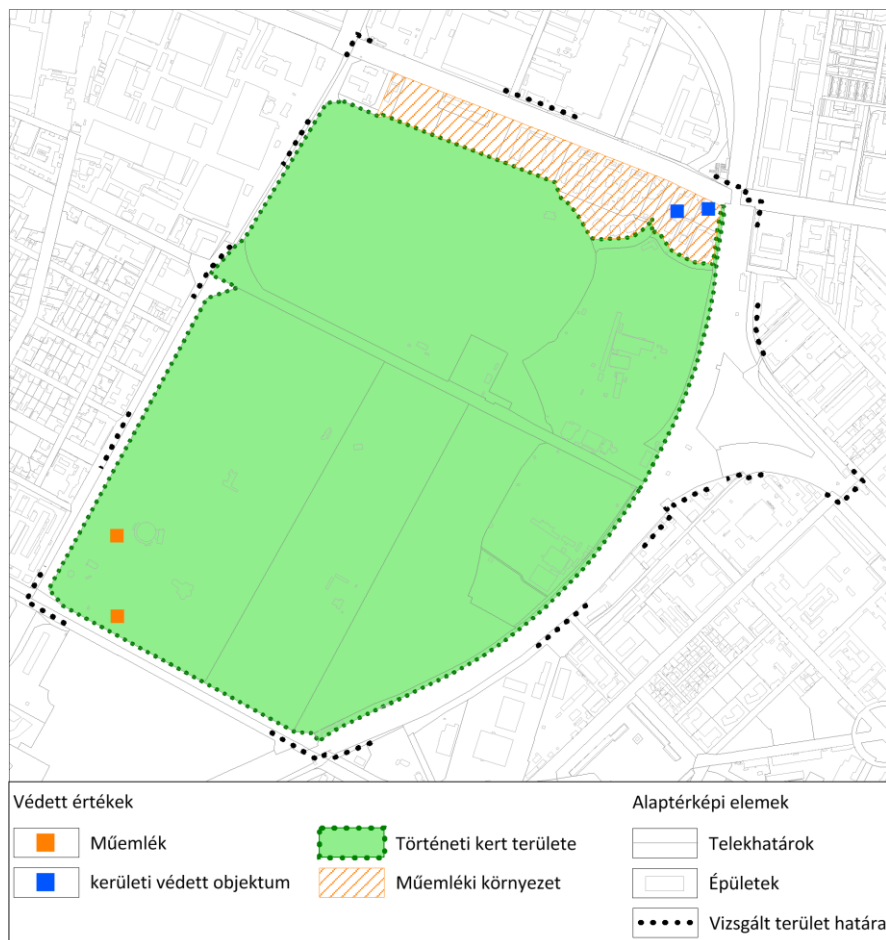 Védett értékek
Műemlék
kerületi védett objektum
Történeti kert területe
Műemléki környezet
Alaptérképi elemek
Telekhatárok
Épületek
Vizsgált terület határa